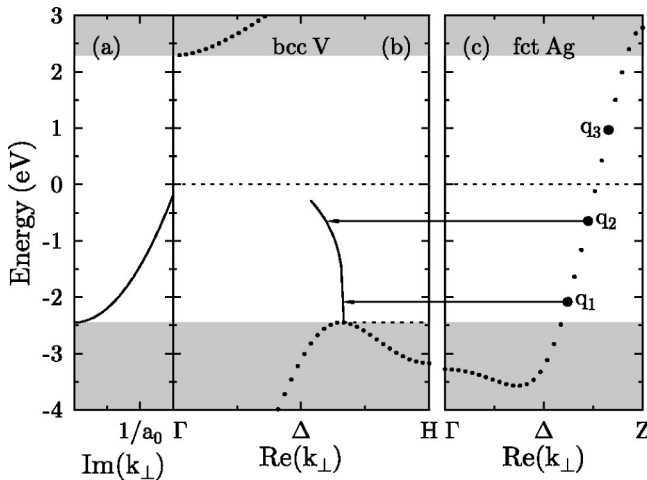 3
2
1
0
-1
-2
-3
-4
Energy (eV)
(a)
bcc V
(b)
(c)
fct Ag
q3
q2
q1
1/a0
Γ
Δ
H
Γ
Δ
Z
Im(k⊥)
Re(k⊥)
Re(k⊥)